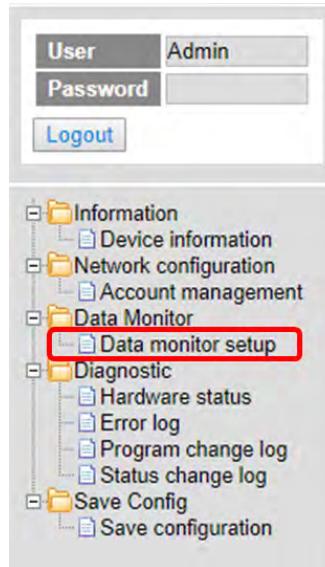 User Admin
Password
Logout
Information
Device information
Network configuration
Account management
Data Monitor
Data monitor setup
Diagnostic
Hardware status
Error log
Program change log
Status change log
Save Config
Save configuration